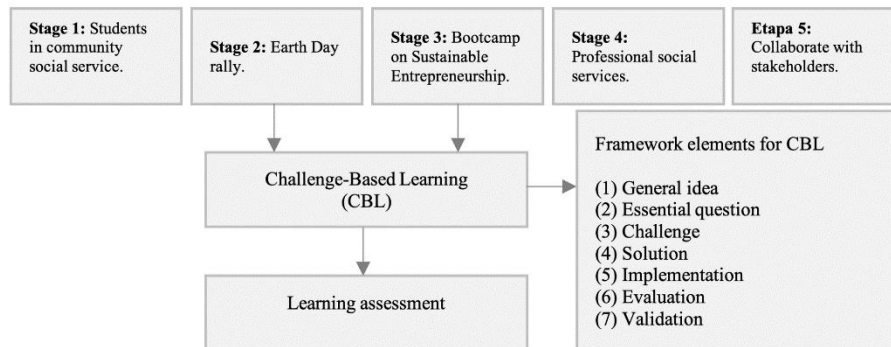 Stage 1: Students
in community
social service.
Stage 2: Earth Day
rally.
Stage 3: Bootcamp
on Sustainable
Entrepreneurship.
Stage 4:
Professional social
services.
Etapa 5:
Collaborate with
stakeholders.
Challenge-Based Learning
(CBL)
Learning assessment
Framework elements for CBL
(1) General idea
(2) Essential question
(3) Challenge
(4) Solution
(5) Implementation
(6) Evaluation
(7) Validation